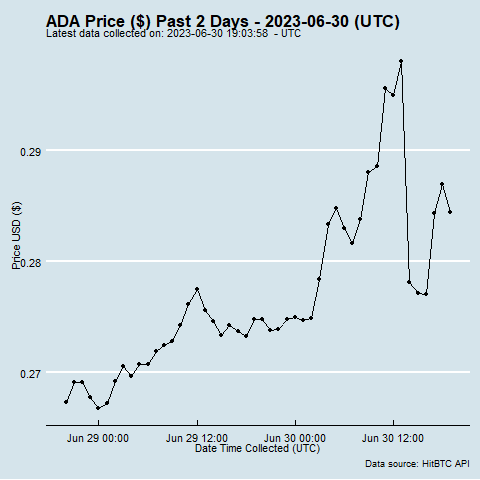 ADA Price ($) Past 2 Days - 2023-06-30 (UTC)
Latest data collected on: 2023-06-30 19:03:58 - UTC
Price USD ($)
0.29
0.28
0.27
Jun 29 00:00 Jun 29 12:00 Jun 30 00:00 Jun 30 12:00
Date Time Collected (UTC)
Data source: HitBTC API